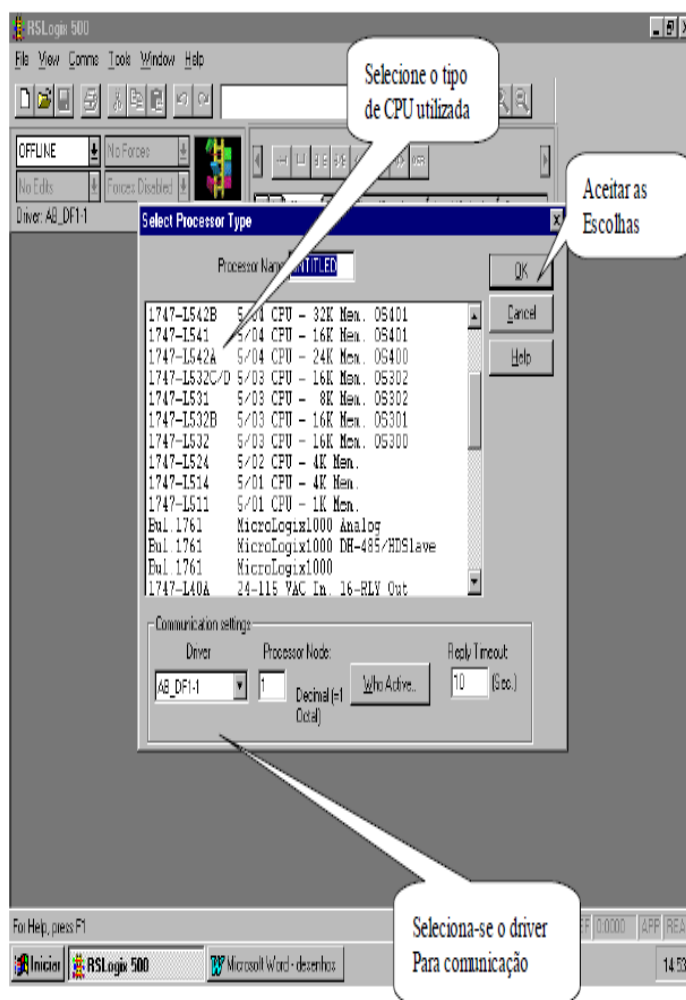 RSLogix 500
File View Comms Tools Window Help
Selecione o tipo
de CPU utilizada
OFFLINE
No Forces
No Edits
Forces Disabled
Driver: AB_DF1-1
Aceitar as
Escolhas
Select Processor Type
Processor Name: UNTITLED
OK
Cancel
Help
1747-L542B 5/04 CPU - 32K Mem. OS401
1747-L541 5/04 CPU - 16K Mem. OS401
1747-L542A 5/04 CPU - 24K Mem. OS400
1747-L532C/D 5/03 CPU - 16K Mem. OS302
1747-L531 5/03 CPU - 8K Mem. OS302
1747-L532B 5/03 CPU - 16K Mem. OS301
1747-L532 5/03 CPU - 16K Mem. OS300
1747-L524 5/02 CPU - 4K Mem.
1747-L514 5/01 CPU - 4K Mem.
1747-L511 5/01 CPU - 1K Mem.
Bul.1761 MicroLogix1000 Analog
Bul.1761 MicroLogix1000 DH-485/HDSlave
Bul.1761 MicroLogix1000
1747-L40A 24-115 VAC In. 16-RLY Out
Communication settings
Driver
Processor Node:
Reply Timeout:
AB_DF1-1
1
Decimal (=1
Octal)
Who Active..
10
(Sec.)
Seleciona-se o driver
Para comunicação
For Help, press F1
0:0000 APP REA
Iniciar
RSLogix 500
Microsoft Word - desenhos
14:53